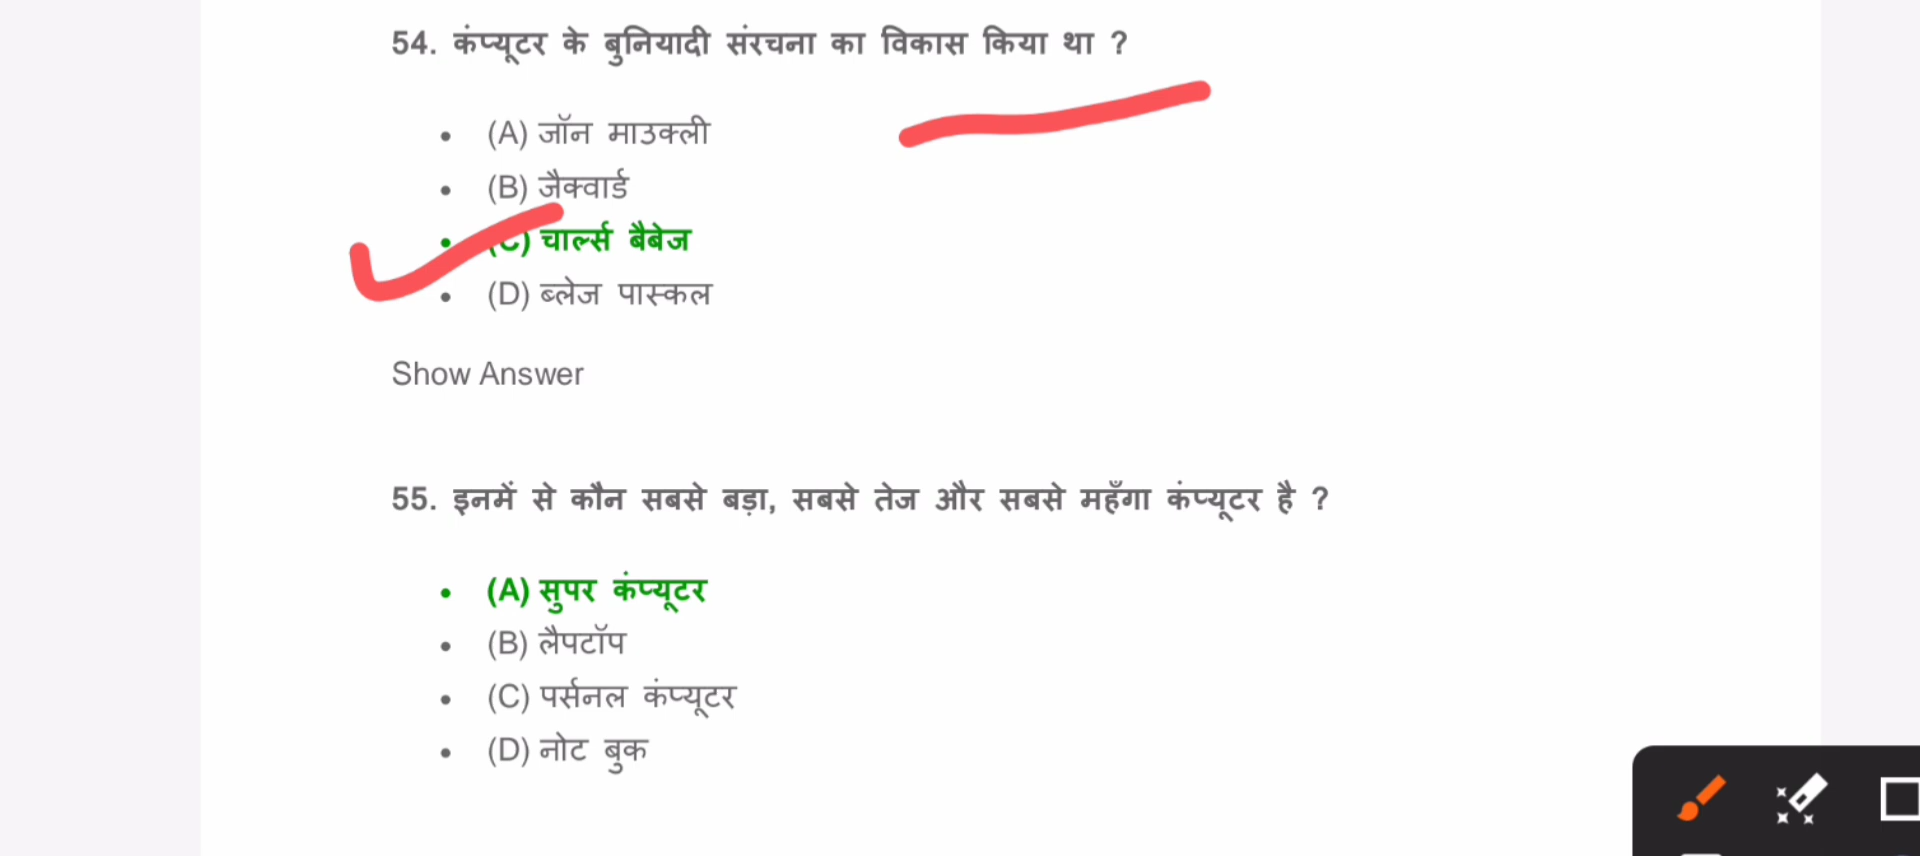 54. कंप्यूटर के बुनियादी संरचना का विकास किया था ?
(A) जॉन माउक्ली
(B) जैक्वार्ड
(C) चार्ल्स बैबेज
(D) ब्लेज पास्कल
Show Answer
55. इनमें से कौन सबसे बड़ा, सबसे तेज और सबसे महँगा कंप्यूटर है ?
(A) सुपर कंप्यूटर
(B) लैपटॉप
(C) पर्सनल कंप्यूटर
(D) नोट बुक